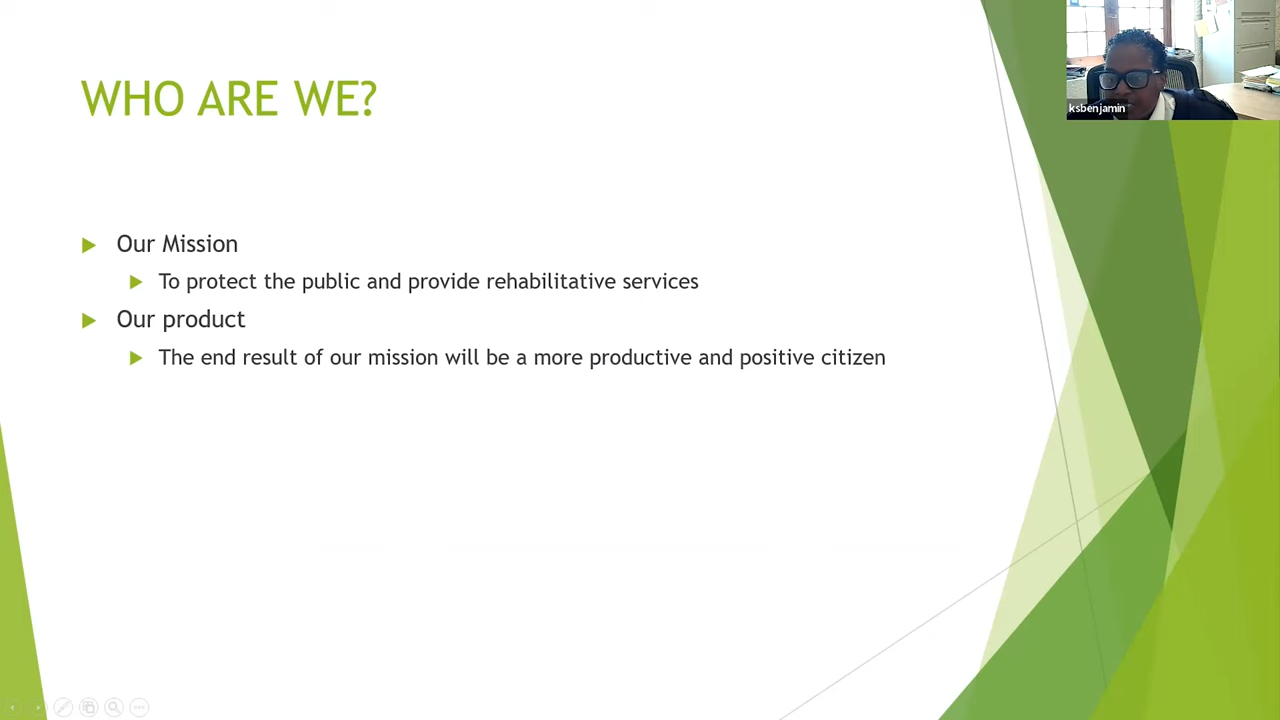 WHO ARE WE?
ksbenjamin
Our Mission
To protect the public and provide rehabilitative services
Our product
The end result of our mission will be a more productive and positive citizen